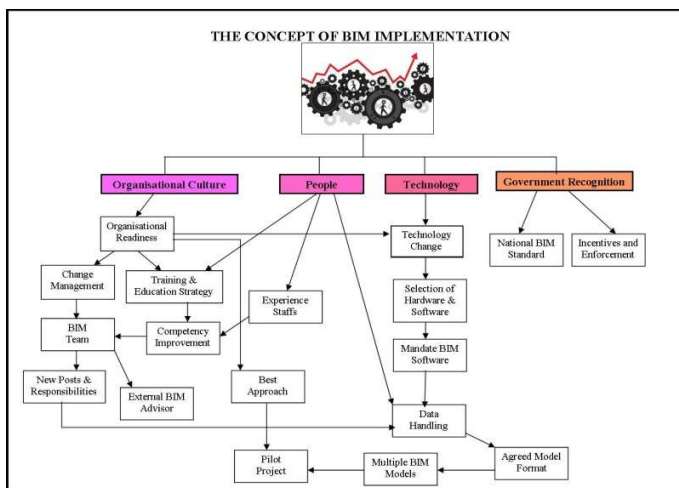 THE CONCEPT OF BIM IMPLEMENTATION
Organisational Culture
People
Technology
Government Recognition
Organisational
Readiness
Technology
Change
National BIM
Standard
Incentives and
Enforcement
Change
Management
Training &
Education Strategy
Experience
Staffs
Selection of
Hardware &
Software
BIM
Team
Competency
Improvement
Mandate BIM
Software
New Posts &
Responsibilities
External BIM
Advisor
Best
Approach
Data
Handling
Pilot
Project
Multiple BIM
Models
Agreed Model
Format